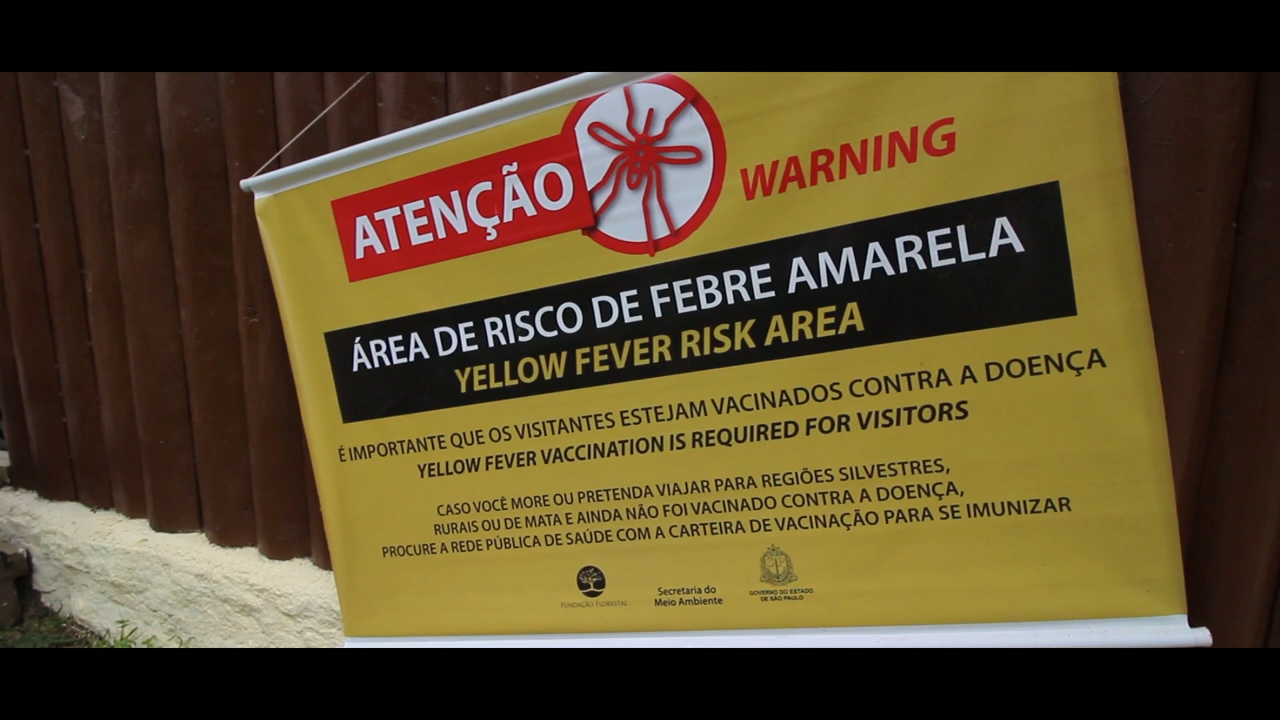 ATENÇÃO
WARNING
ÁREA DE RISCO DE FEBRE AMARELA
YELLOW FEVER RISK AREA
É IMPORTANTE QUE OS VISITANTES ESTEJAM VACINADOS CONTRA A DOENÇA
YELLOW FEVER VACCINATION IS REQUIRED FOR VISITORS
CASO VOCÊ MORE OU PRETENDA VIAJAR PARA REGIÕES SILVESTRES,
RURAIS OU DE MATA E AINDA NÃO FOI VACINADO CONTRA A DOENÇA,
PROCURE A REDE PÚBLICA DE SAÚDE COM A CARTEIRA DE VACINAÇÃO PARA SE IMUNIZAR
FUNDAÇÃO FLORESTAL
Secretaria do
Meio Ambiente
GOVERNO DO ESTADO
DE SÃO PAULO